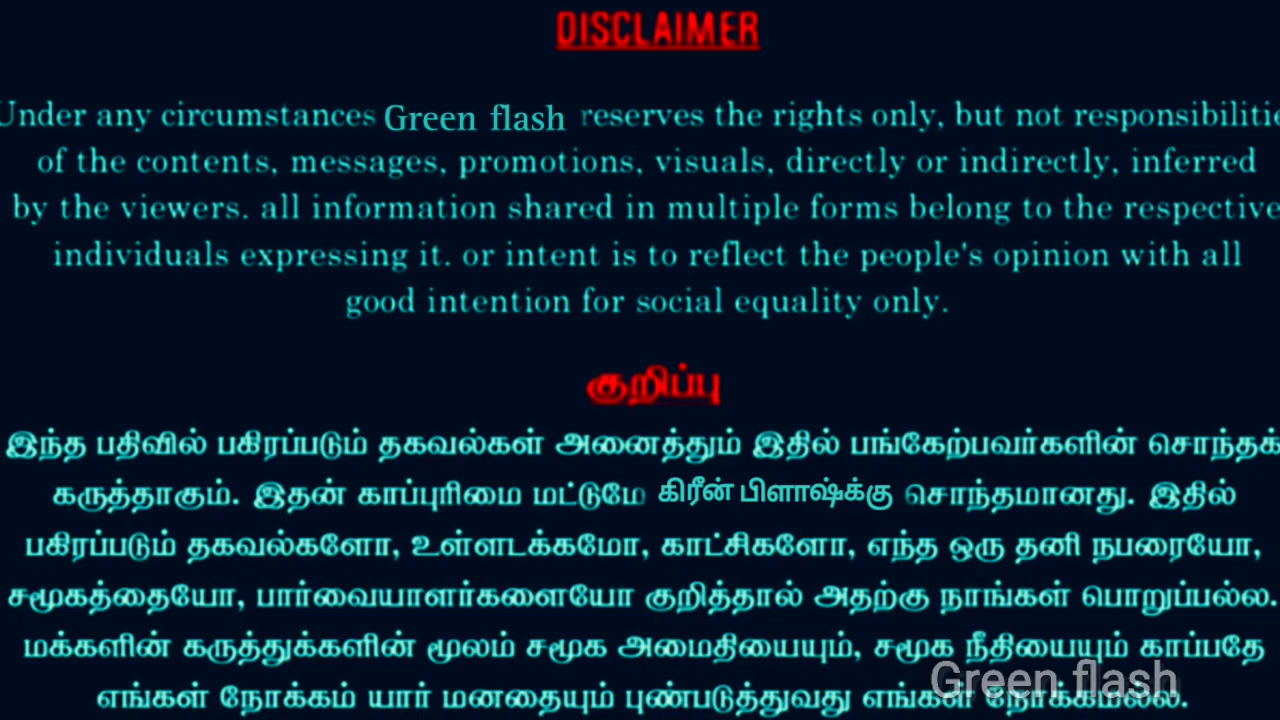 DISCLAIMER
Under any circumstances Green flash reserves the rights only, but not responsibilitie
of the contents, messages, promotions, visuals, directly or indirectly, inferred
by the viewers. all information shared in multiple forms belong to the respective
individuals expressing it. or intent is to reflect the people's opinion with all
good intention for social equality only.
குறிப்பு
இந்த பதிவில் பகிரப்படும் தகவல்கள் அனைத்தும் இதில் பங்கேற்பவர்களின் சொந்தக்
கருத்தாகும். இதன் காப்புரிமை மட்டுமே கிரீன் பிளாஷ்க்கு சொந்தமானது. இதில்
பகிரப்படும் தகவல்களோ, உள்ளடக்கமோ, காட்சிகளோ, எந்த ஒரு தனி நபரையோ,
சமூகத்தையோ, பார்வையாளர்களையோ குறித்தால் அதற்கு நாங்கள் பொறுப்பல்ல.
மக்களின் கருத்துக்களின் மூலம் சமூக அமைதியையும், சமூக நீதியையும் காப்பதே
எங்கள் நோக்கம் யார் மனதையும் புண்படுத்துவது எங்கள் நோக்கமல்ல.
Green flash